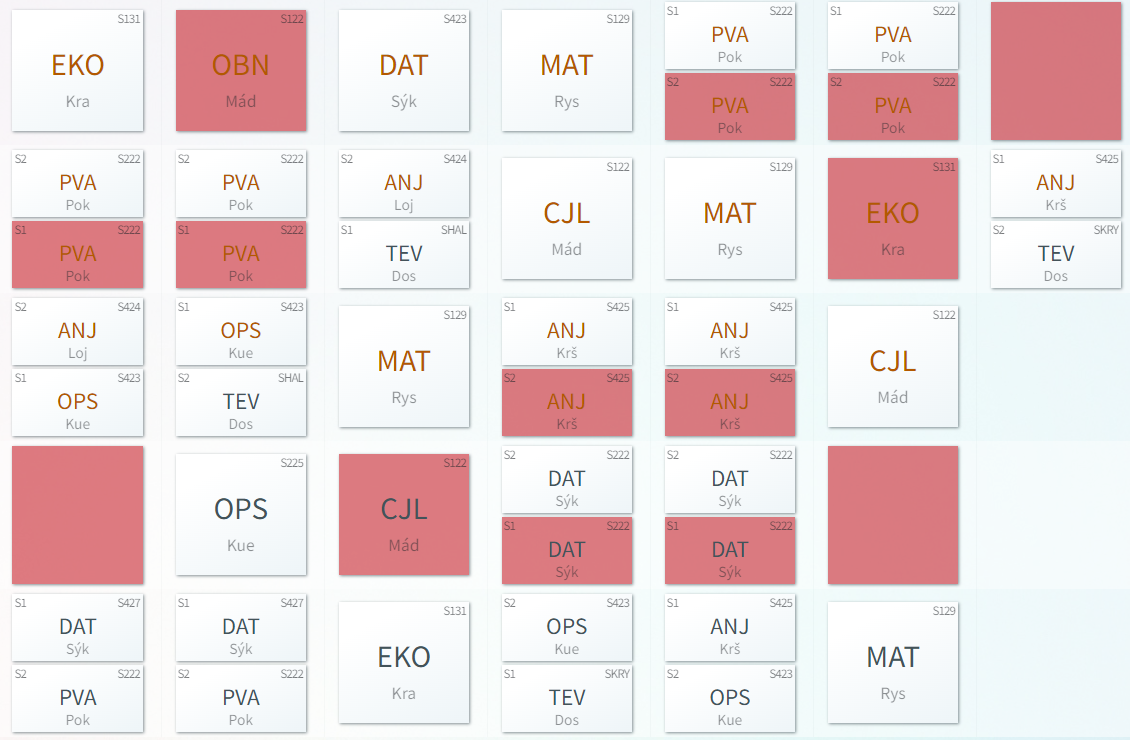 S131
EKO
Kra
S122
OBN
Mád
S423
DAT
Sýk
S129
MAT
Rys
S1 S222
PVA
Pok
S2 S222
PVA
Pok
S1 S222
PVA
Pok
S2 S222
PVA
Pok
S2 S222
PVA
Pok
S1 S222
PVA
Pok
S2 S222
PVA
Pok
S1 S222
PVA
Pok
S2 S424
ANJ
Loj
S1 SHAL
TEV
Dos
S122
CJL
Mád
S129
MAT
Rys
S131
EKO
Kra
S1 S425
ANJ
Krš
S2 SKRY
TEV
Dos
S2 S424
ANJ
Loj
S1 S423
OPS
Kue
S1 S423
OPS
Kue
S2 SHAL
TEV
Dos
S129
MAT
Rys
S1 S425
ANJ
Krš
S2 S425
ANJ
Krš
S1 S425
ANJ
Krš
S2 S425
ANJ
Krš
S122
CJL
Mád
S225
OPS
Kue
S122
CJL
Mád
S2 S222
DAT
Sýk
S1 S222
DAT
Sýk
S2 S222
DAT
Sýk
S1 S222
DAT
Sýk
S1 S427
DAT
Sýk
S2 S222
PVA
Pok
S1 S427
DAT
Sýk
S2 S222
PVA
Pok
S131
EKO
Kra
S2 S423
OPS
Kue
S1 SKRY
TEV
Dos
S1 S425
ANJ
Krš
S2 S423
OPS
Kue
S129
MAT
Rys